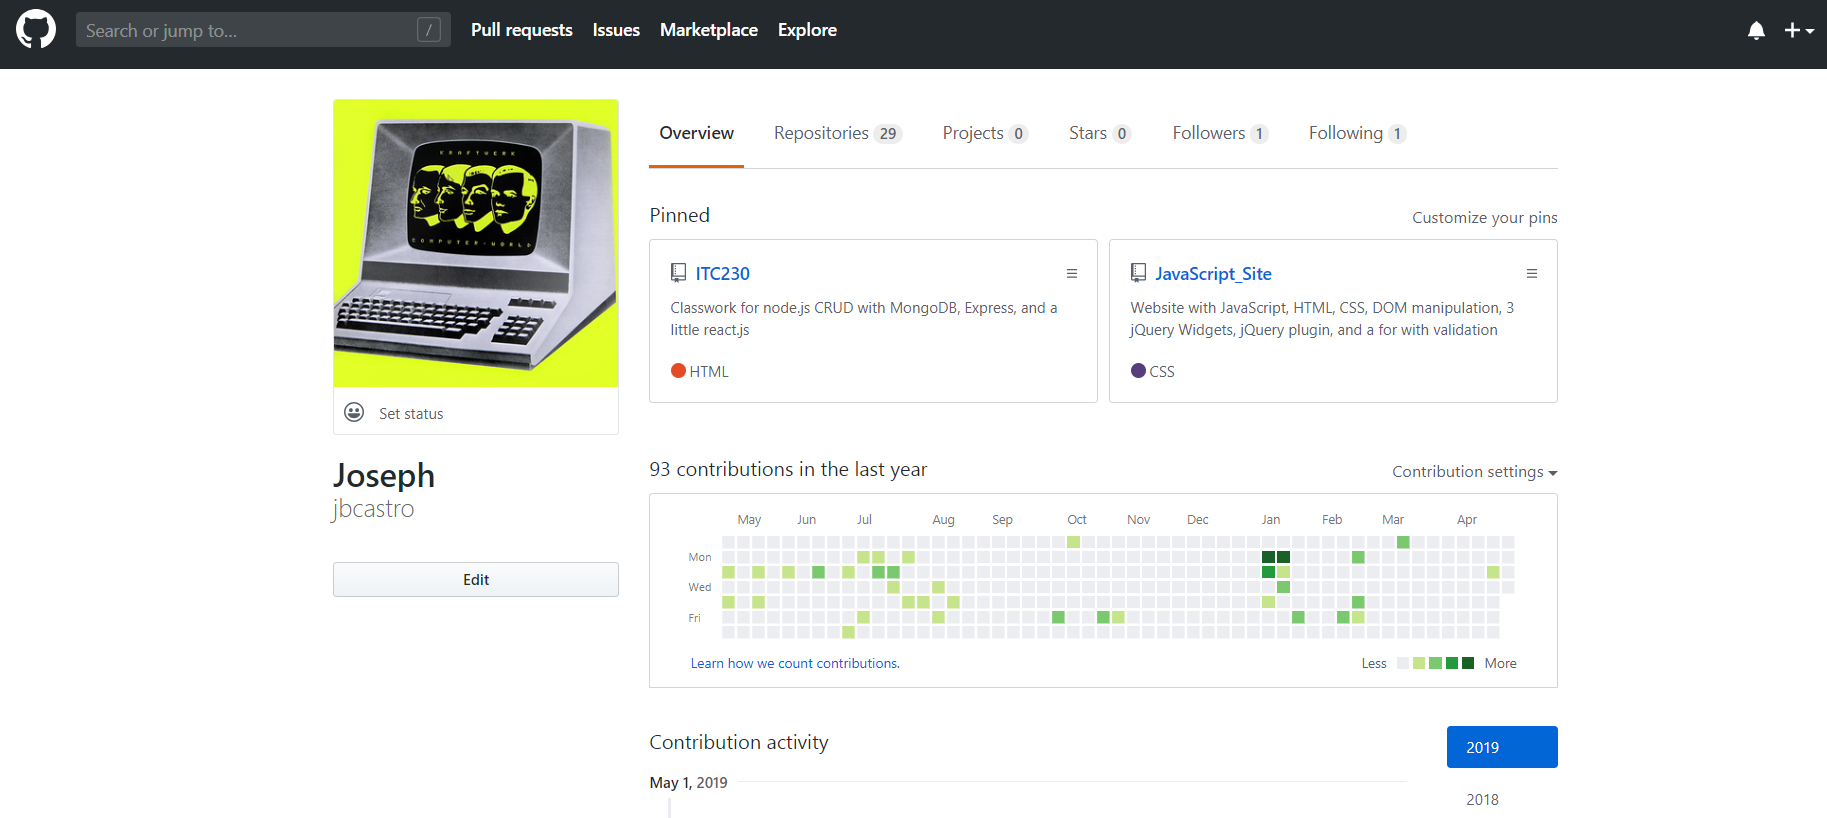 Search or jump to... / Pull requests Issues Marketplace Explore
KRAFTWERK
COMPUTER-WORLD
Set status
Joseph
jbcastro
Edit
Overview Repositories 29 Projects 0 Stars 0 Followers 1 Following 1
Pinned Customize your pins
ITC230
Classwork for node.js CRUD with MongoDB, Express, and a
little react.js
HTML
JavaScript_Site
Website with JavaScript, HTML, CSS, DOM manipulation, 3
jQuery Widgets, jQuery plugin, and a for with validation
CSS
93 contributions in the last year Contribution settings
May Jun Jul Aug Sep Oct Nov Dec Jan Feb Mar Apr
Mon
Wed
Fri
Learn how we count contributions. Less More
Contribution activity
2019
May 1, 2019
2018